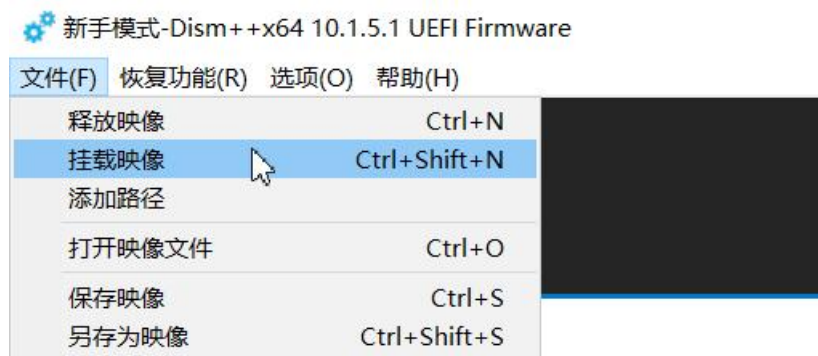 新手模式-Dism++x64 10.1.5.1 UEFI Firmware
文件(F) 恢复功能(R) 选项(O) 帮助(H)
释放映像 Ctrl+N
挂载映像 Ctrl+Shift+N
添加路径
打开映像文件 Ctrl+O
保存映像 Ctrl+S
另存为映像 Ctrl+Shift+S